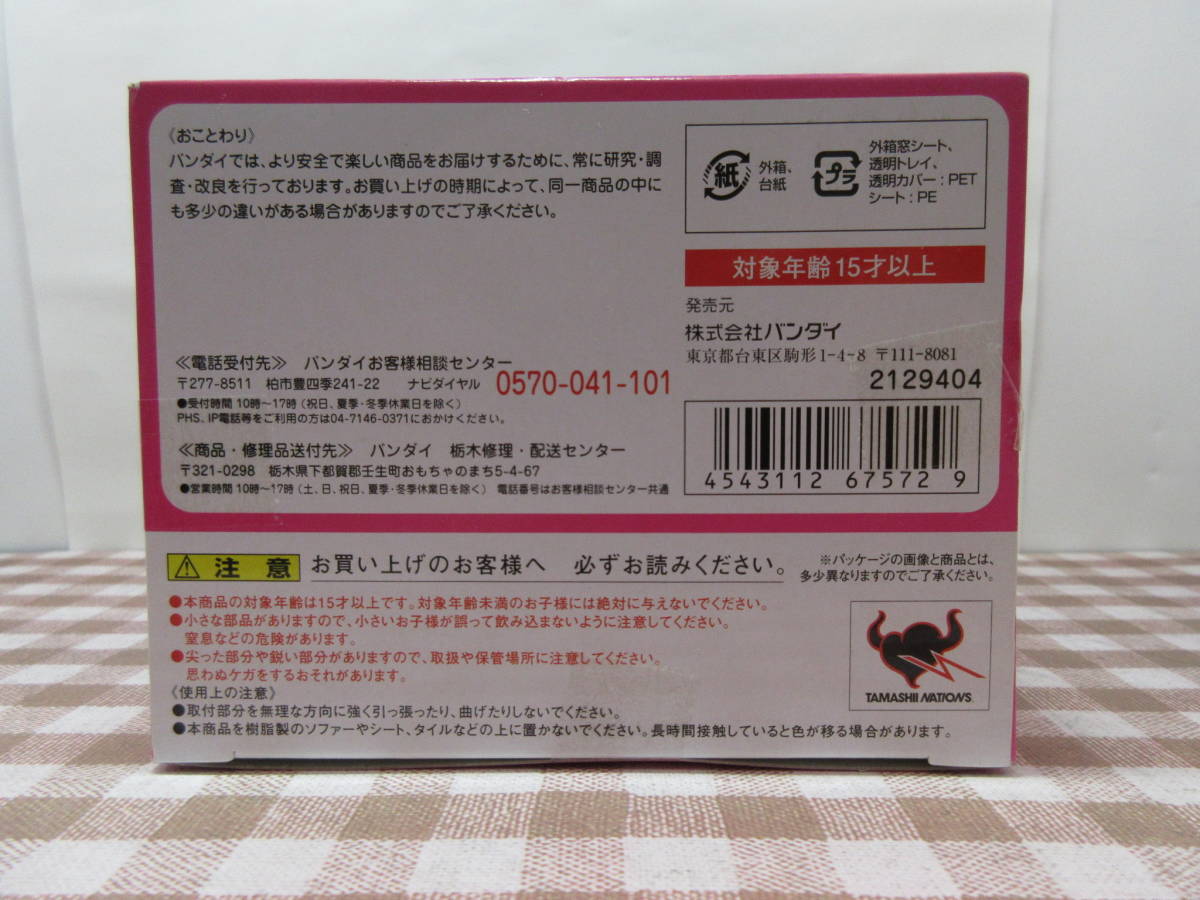 《おことわり》
バンダイでは、より安全で楽しい商品をお届けするために、常に研究・調
査・改良を行っております。お買い上げの時期によって、同一商品の中に
も多少の違いがある場合がありますのでご了承ください。
紙 外箱、
台紙
プラ 外箱窓シート、
透明トレイ、
透明カバー：PET
シート：PE
対象年齢15才以上
発売元
株式会社バンダイ
東京都台東区駒形1-4-8 〒111-8081
2129404
4543112 675729
≪電話受付先≫ バンダイお客様相談センター
〒277-8511 柏市豊四季241-22 ナビダイヤル 0570-041-101
●受付時間 10時～17時（祝日、夏季・冬季休業日を除く）
PHS、IP電話等をご利用の方は04-7146-0371におかけください。
≪商品・修理品送付先≫ バンダイ 栃木修理・配送センター
〒321-0298 栃木県下都賀郡壬生町おもちゃのまち5-4-67
●営業時間 10時～17時（土、日、祝日、夏季・冬季休業日を除く） 電話番号はお客様相談センター共通
注意 お買い上げのお客様へ 必ずお読みください。
※パッケージの画像と商品とは、
多少異なりますのでご了承ください。
●本商品の対象年齢は15才以上です。対象年齢未満のお子様には絶対に与えないでください。
●小さな部品がありますので、小さいお子様が誤って飲み込まないように注意してください。
窒息などの危険があります。
●尖った部分や鋭い部分がありますので、取扱や保管場所に注意してください。
思わぬケガをするおそれがあります。
《使用上の注意》
●取付部分を無理な方向に強く引っ張ったり、曲げたりしないでください。
●本商品を樹脂製のソファーやシート、タイルなどの上に置かないでください。長時間接触していると色が移る場合があります。
TAMASHII NATIONS